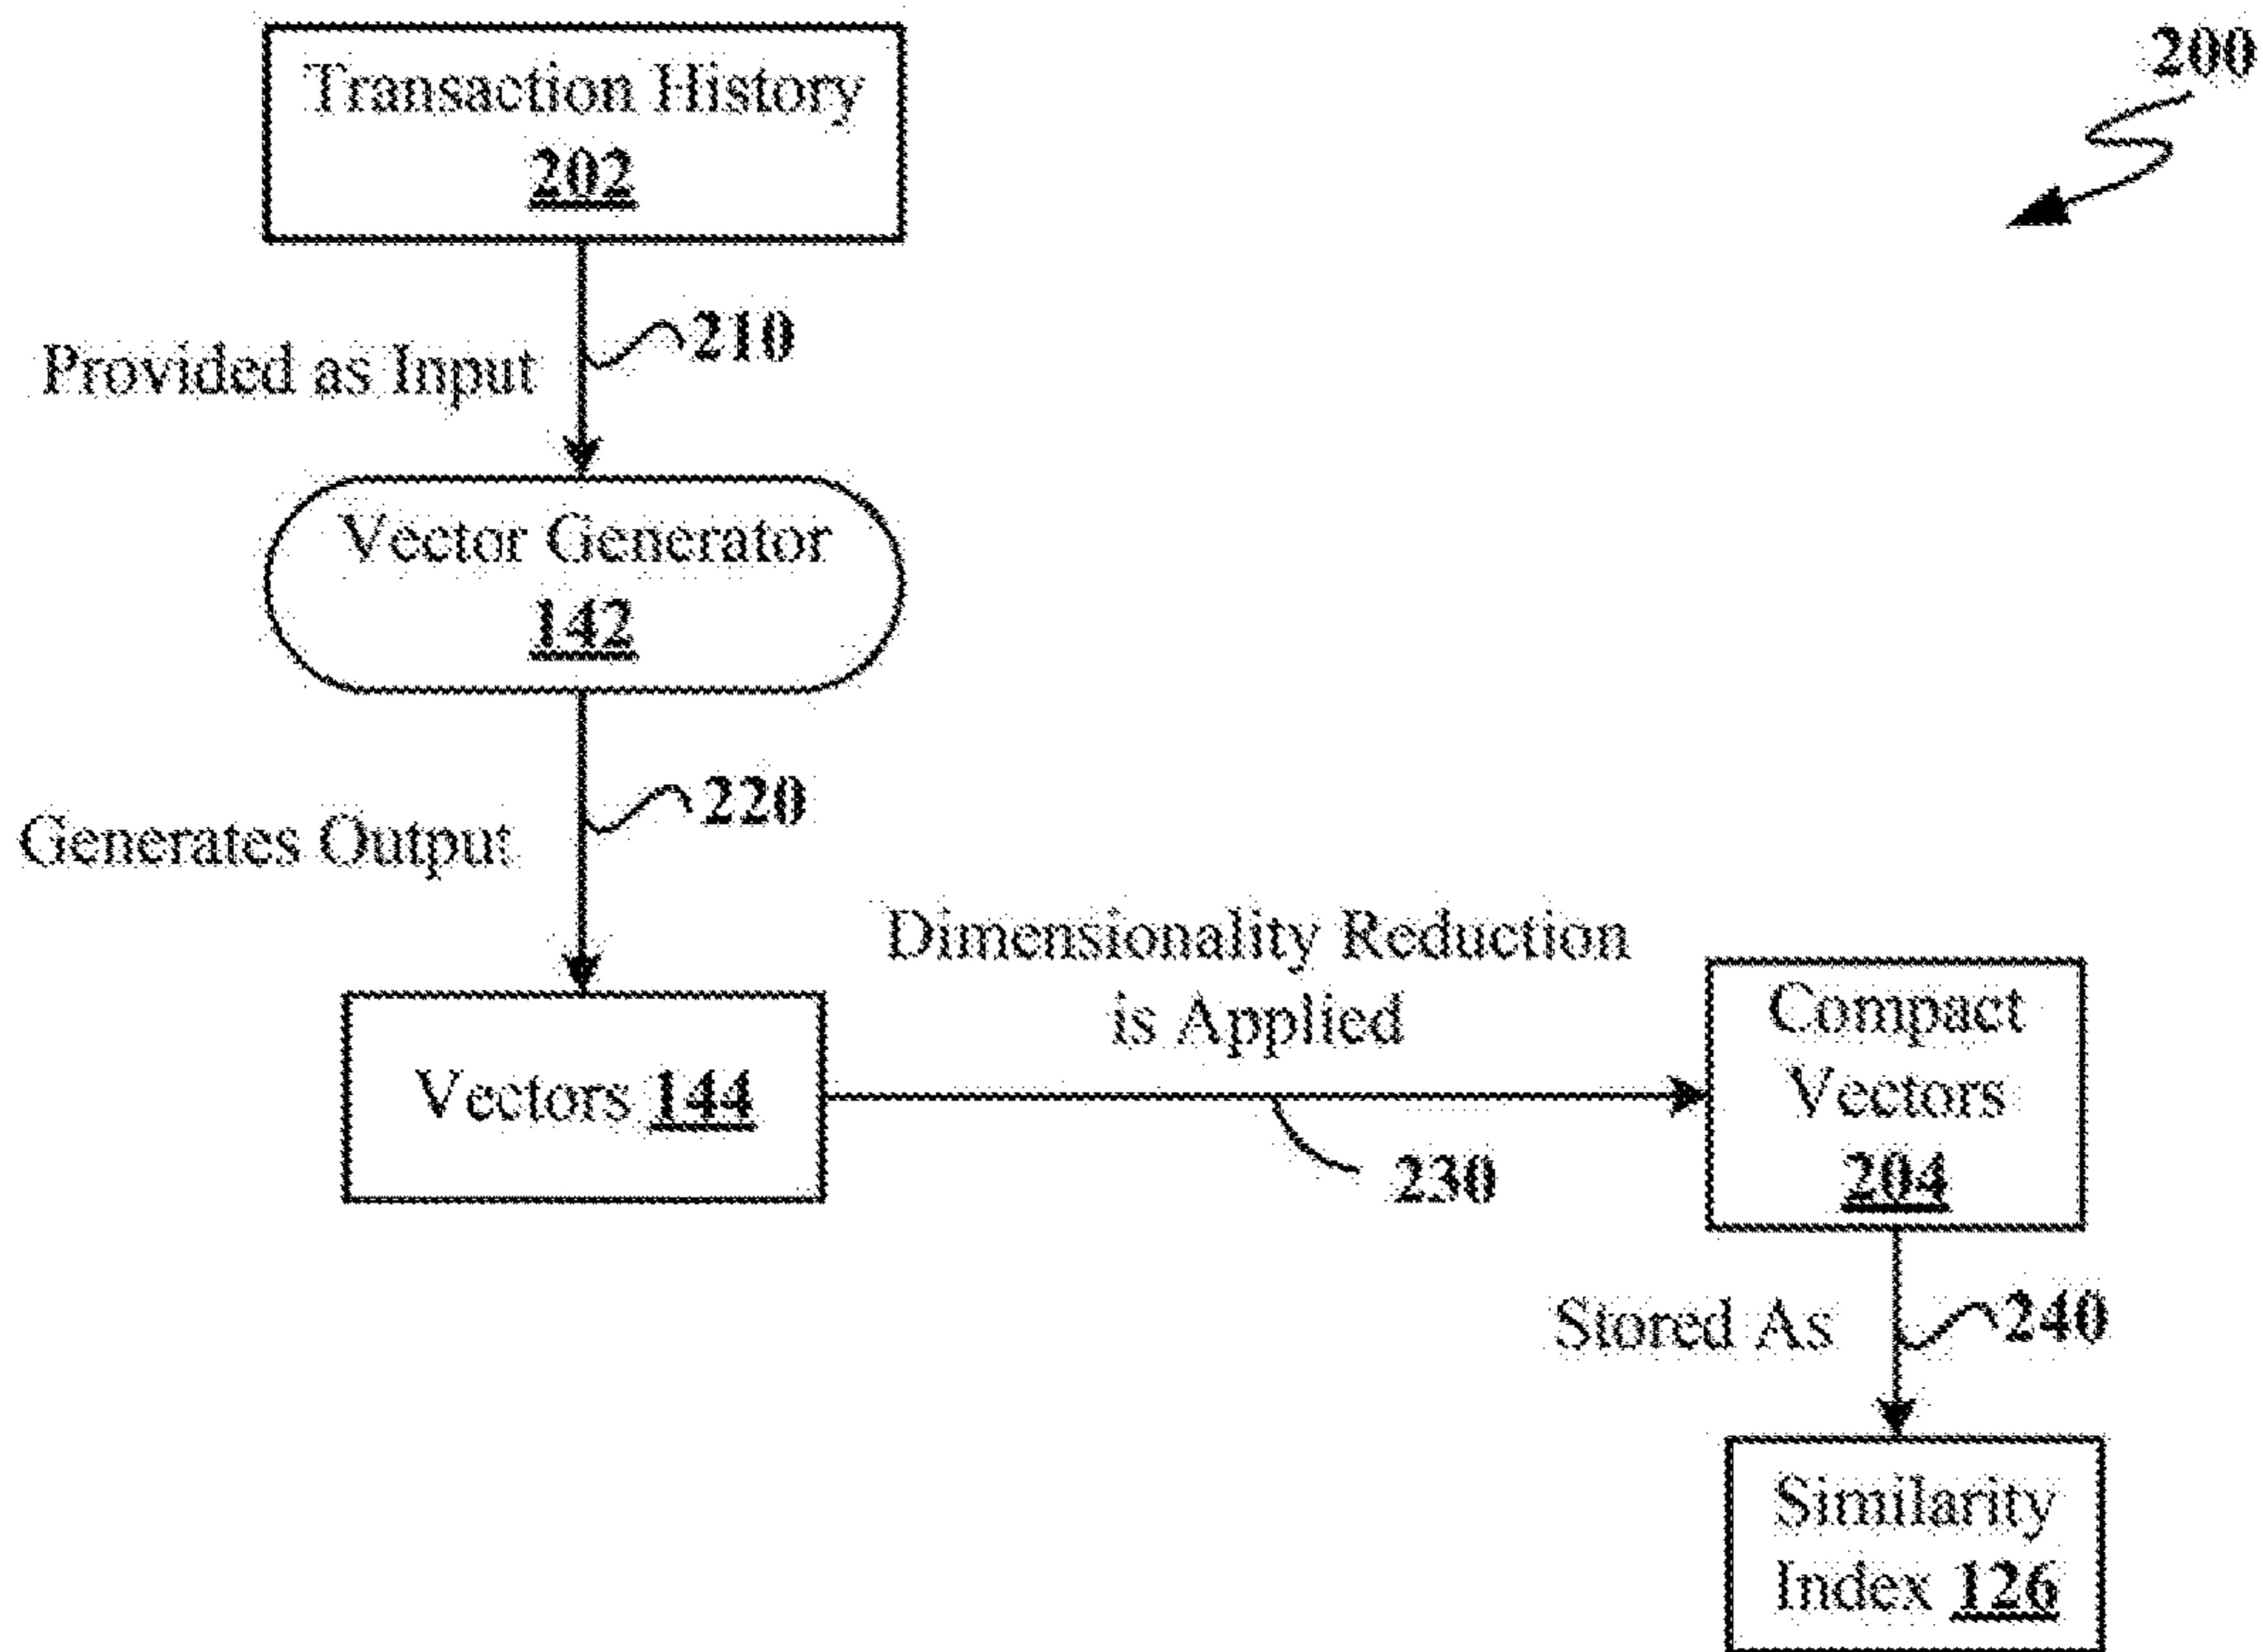 Transaction History
202
200
Provided as Input
210
Vector Generator
142
Generates Output
220
Vectors 144
Dimensionality Reduction
is Applied
230
Compact
Vectors
204
Stored As
240
Similarity
Index 126